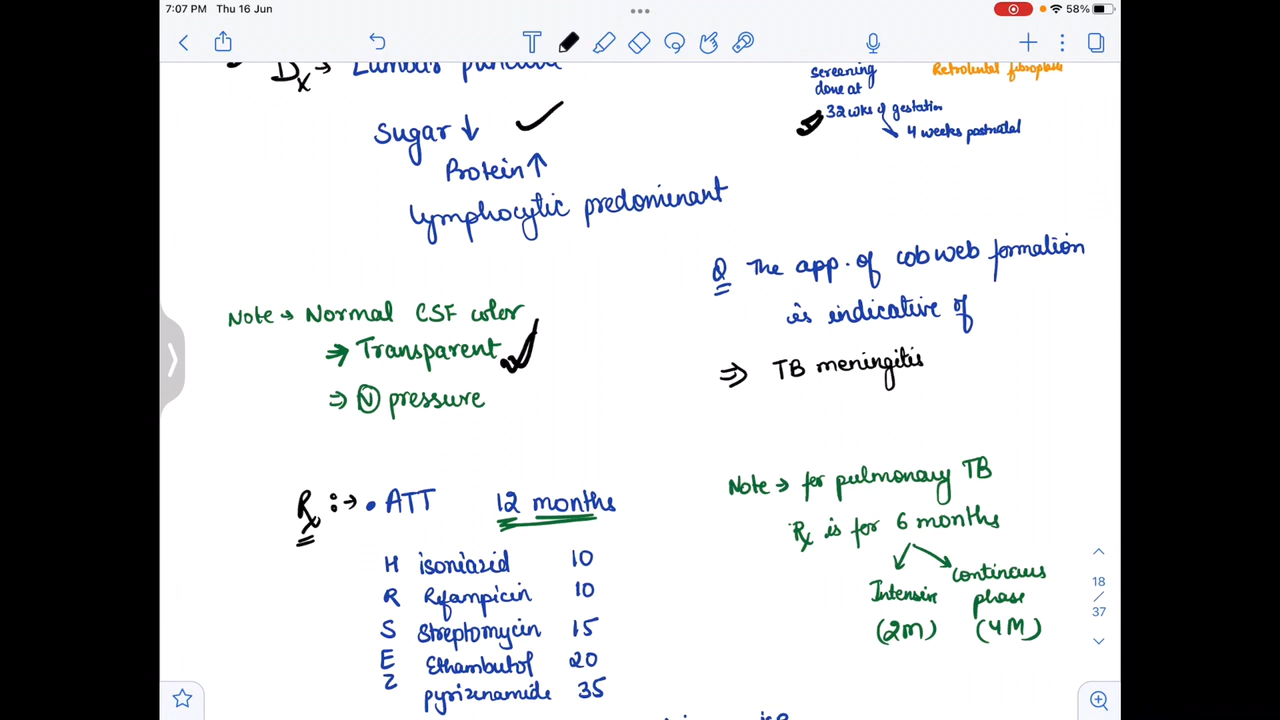 7:07 PM Thu 16 Jun
58%
Dx → Lumbar puncture
Sugar ↓
Protein ↑
lymphocytic predominant
screening
done at
32 wks of gestation
4 weeks postnatal
Retrolental fibroplasia
Q The app. of cobweb formation
is indicative of
⇒ TB meningitis
Note → Normal CSF color
⇒ Transparent
⇒ Ⓝ pressure
Rx :→ • ATT 12 months
H isoniazid 10
R Rifampicin 10
S Streptomycin 15
E Ethambutol 20
Z pyrizenamide 35
Note → for pulmonary TB
Rx is for 6 months
Intensive
(2M)
continuous
phase
(4M)
18
/
37